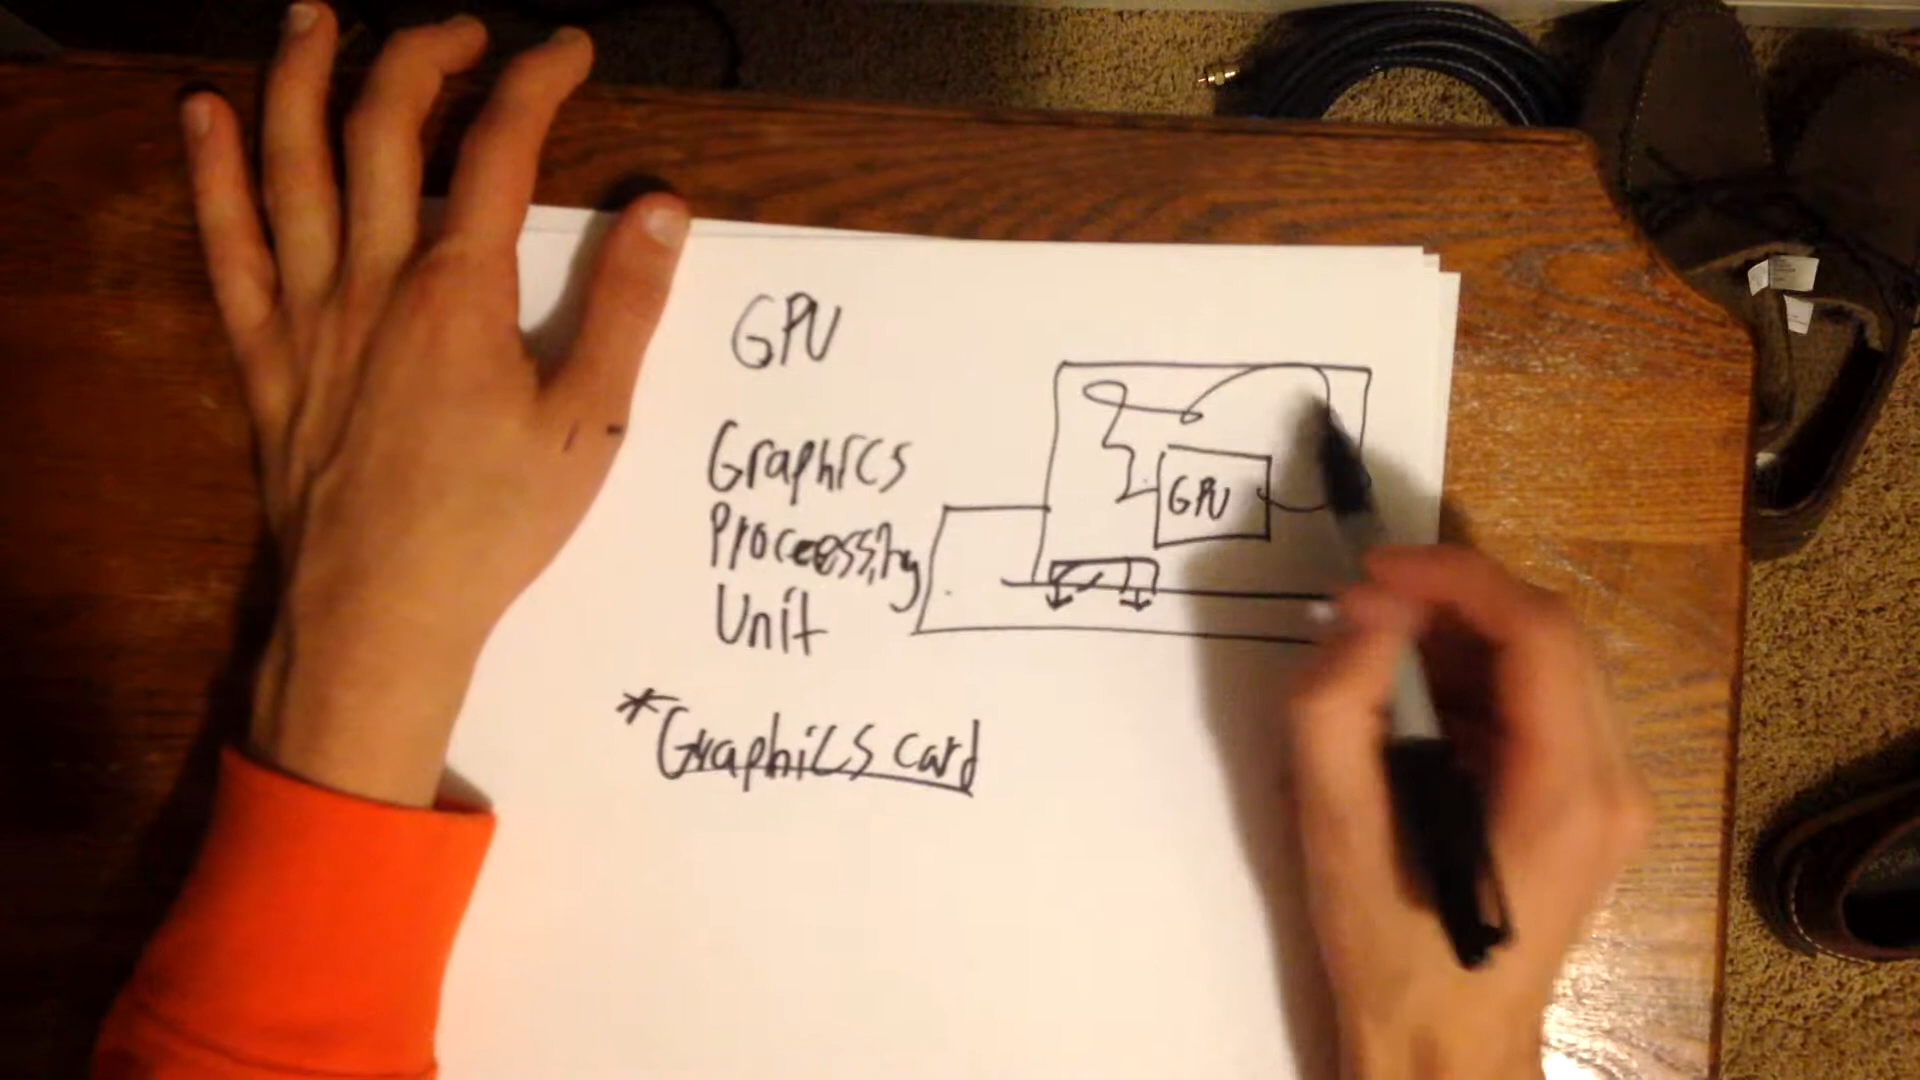 GPU
Graphics
Processing
Unit
*Graphics card
GPU